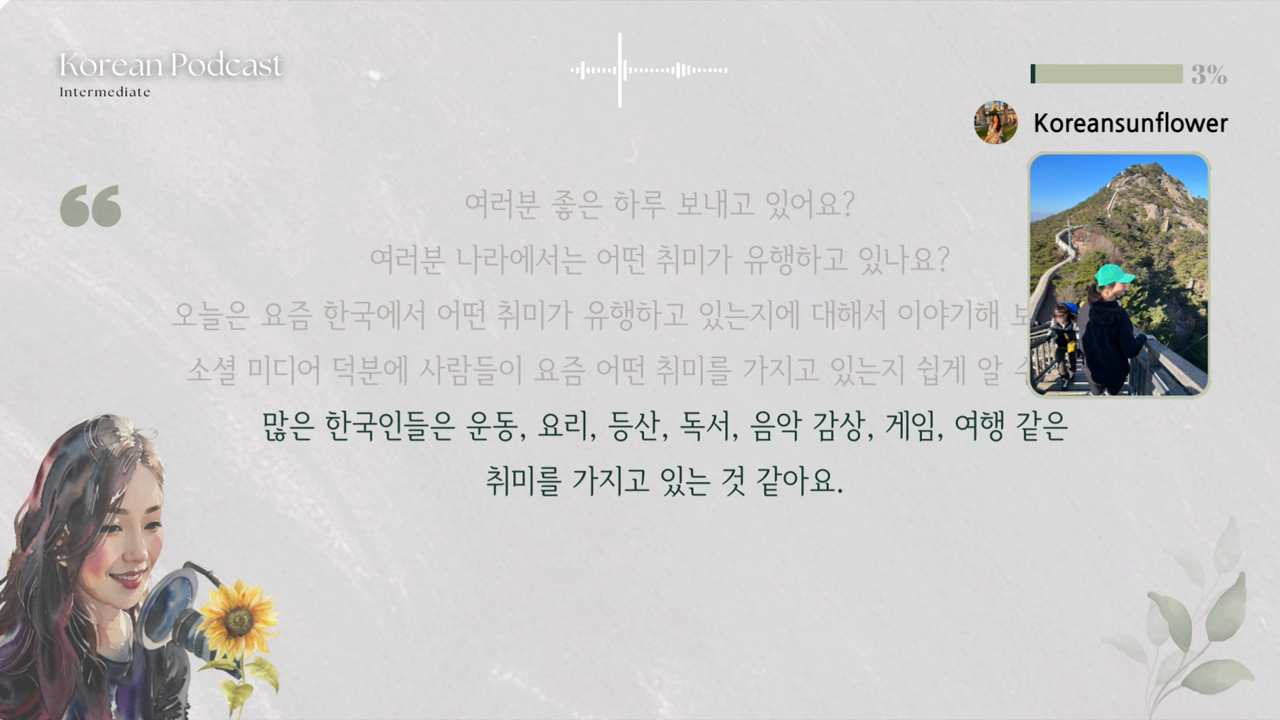 Korean Podcast
Intermediate
3%
Koreansunflower
여러분 좋은 하루 보내고 있어요?
여러분 나라에서는 어떤 취미가 유행하고 있나요?
오늘은 요즘 한국에서 어떤 취미가 유행하고 있는지에 대해서 이야기해
소셜 미디어 덕분에 사람들이 요즘 어떤 취미를 가지고 있는지 쉽게 알
많은 한국인들은 운동, 요리, 등산, 독서, 음악 감상, 게임, 여행 같은
취미를 가지고 있는 것 같아요.